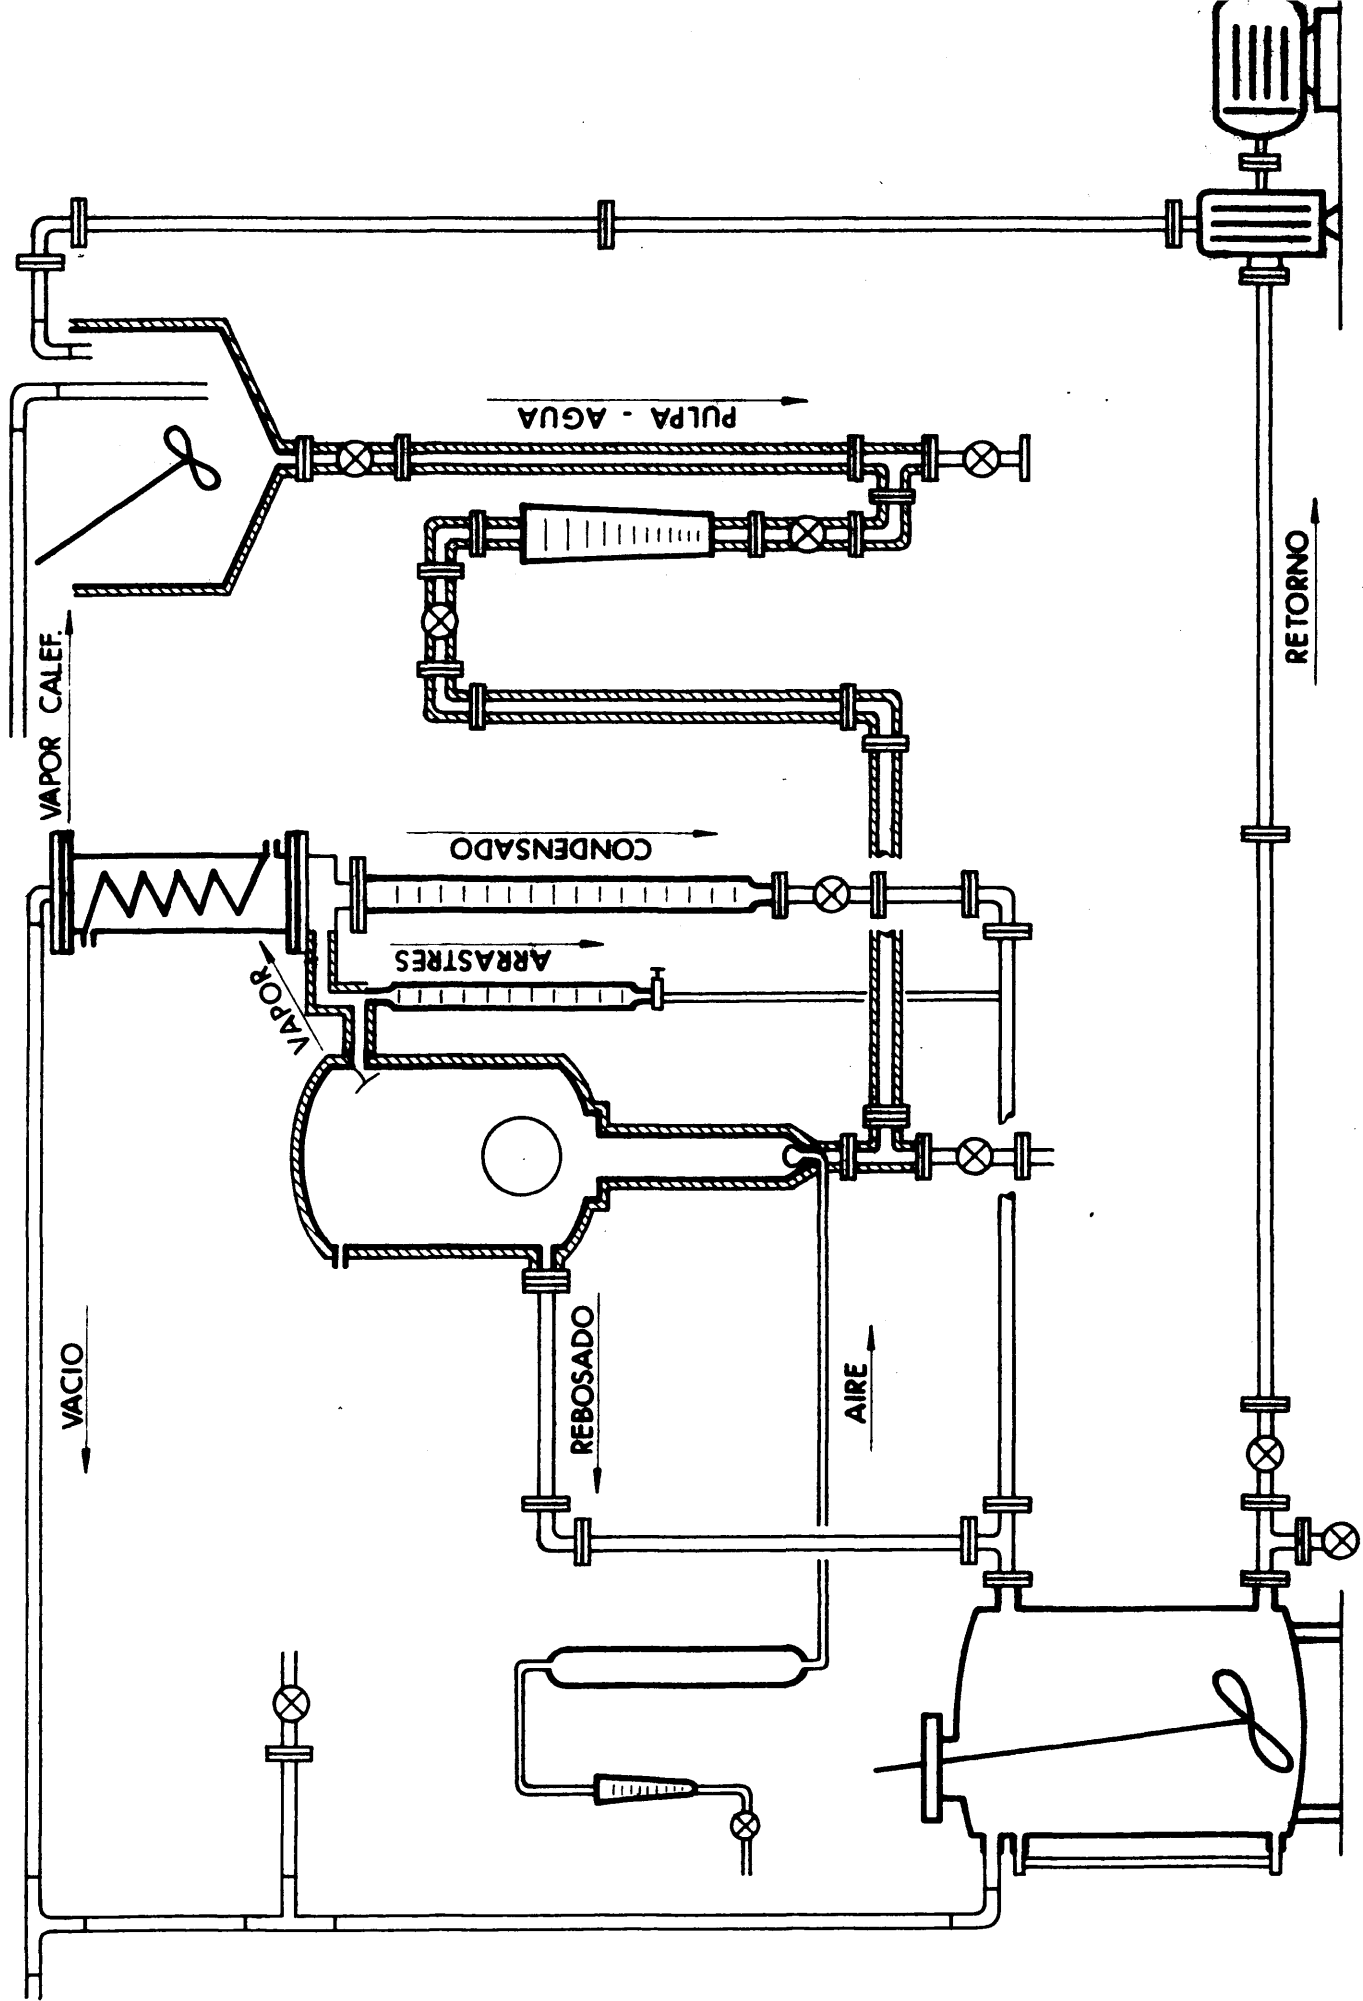 VAPOR CALEF.
PULPA - AGUA
CONDENSADO
ARRASTRES
VAPOR
RETORNO
VACIO
REBOSADO
AIRE